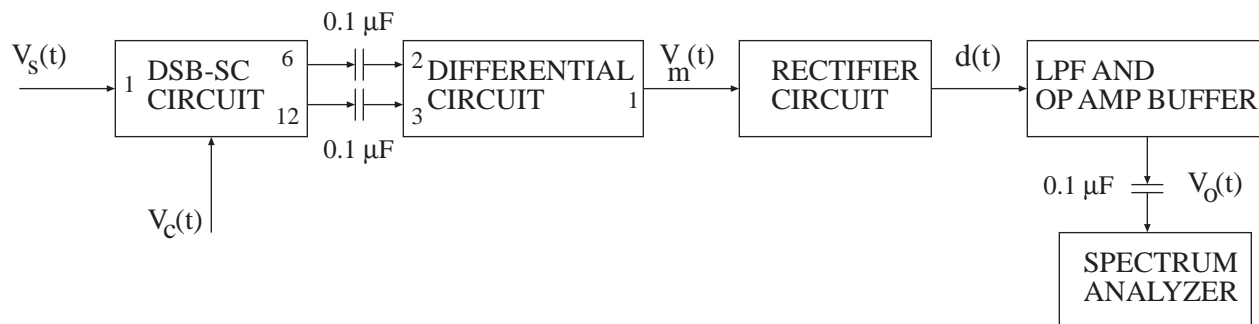 0.1 μF
V_s(t)
1
DSB-SC
CIRCUIT
6
12
0.1 μF
V_c(t)
2
3
DIFFERENTIAL
CIRCUIT
1
V_m(t)
RECTIFIER
CIRCUIT
d(t)
LPF AND
OP AMP BUFFER
0.1 μF
V_o(t)
SPECTRUM
ANALYZER